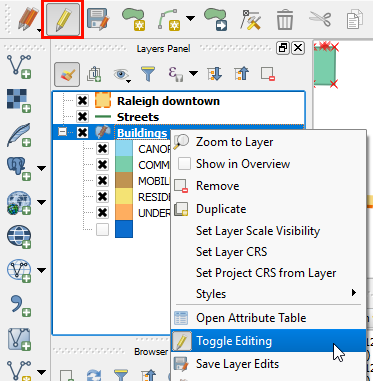 Layers Panel
Raleigh downtown
Streets
Buildings
Zoom to Layer
CANOP
Show in Overview
COMM
Remove
MOBIL
Duplicate
RESID
UNDER
Set Layer Scale Visibility
Set Layer CRS
Set Project CRS from Layer
Styles
Open Attribute Table
Toggle Editing
Browser
Save Layer Edits